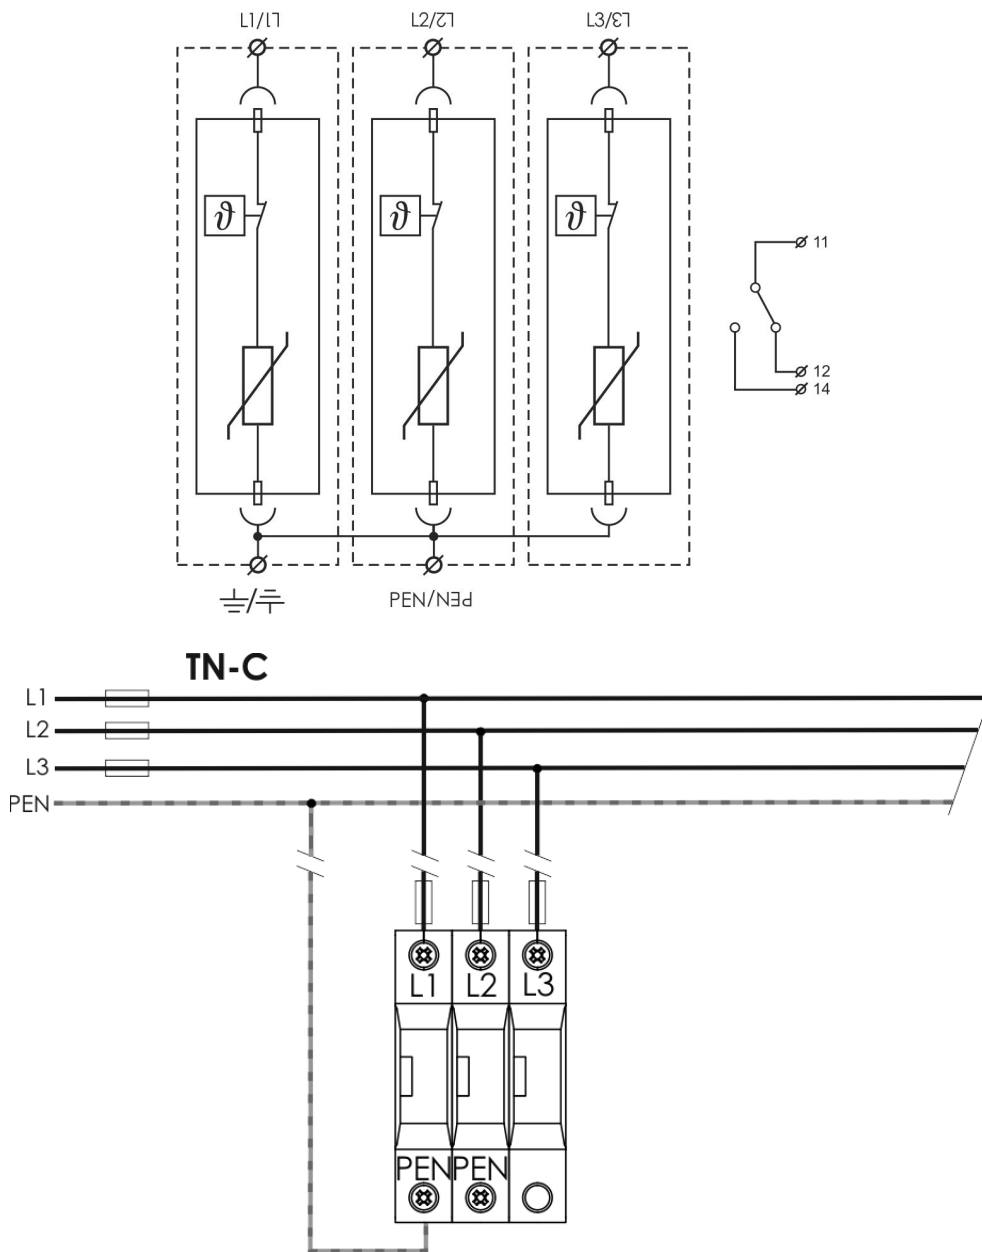 L1/L1
L2/L2
L3/L3
ϑ
ϑ
ϑ
11
12
14
PEN/PEN
TN-C
L1
L2
L3
PEN
L1 L2 L3
PEN PEN